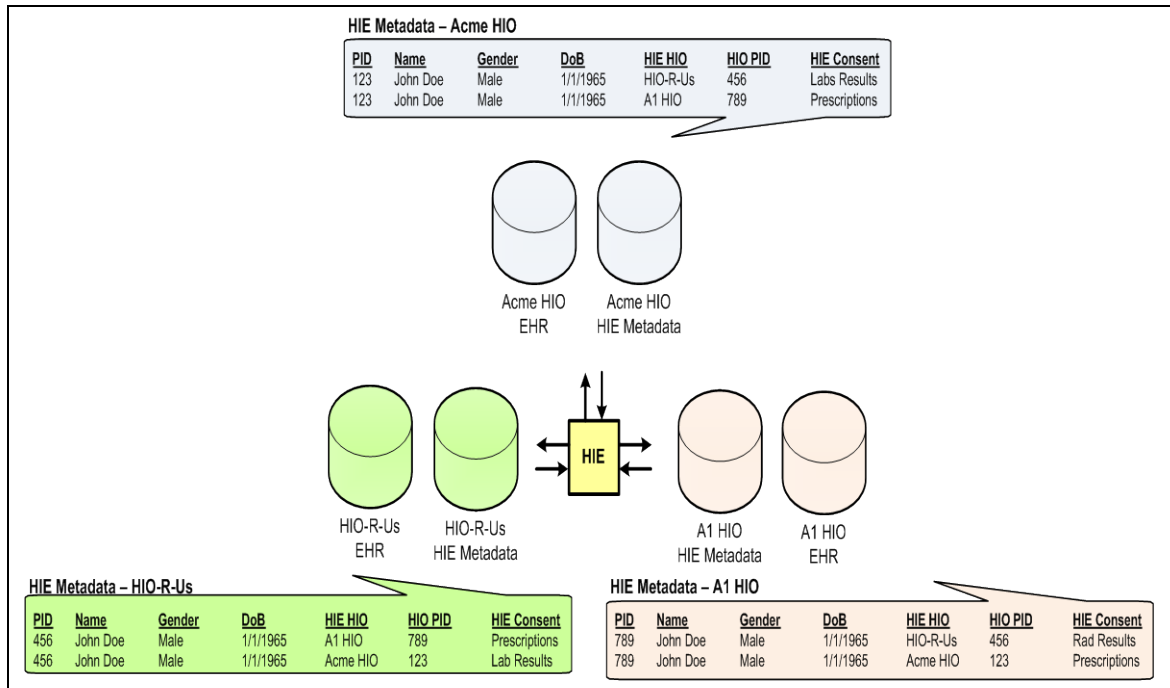 HIE Metadata – Acme HIO
PID Name Gender DoB HIE HIO HIO PID HIE Consent
123 John Doe Male 1/1/1965 HIO-R-Us 456 Labs Results
123 John Doe Male 1/1/1965 A1 HIO 789 Prescriptions
Acme HIO
EHR
Acme HIO
HIE Metadata
HIE
HIO-R-Us
EHR
HIO-R-Us
HIE Metadata
A1 HIO
HIE Metadata
A1 HIO
EHR
HIE Metadata – HIO-R-Us
PID Name Gender DoB HIE HIO HIO PID HIE Consent
456 John Doe Male 1/1/1965 A1 HIO 789 Prescriptions
456 John Doe Male 1/1/1965 Acme HIO 123 Lab Results
HIE Metadata – A1 HIO
PID Name Gender DoB HIE HIO HIO PID HIE Consent
789 John Doe Male 1/1/1965 HIO-R-Us 456 Rad Results
789 John Doe Male 1/1/1965 Acme HIO 123 Prescriptions